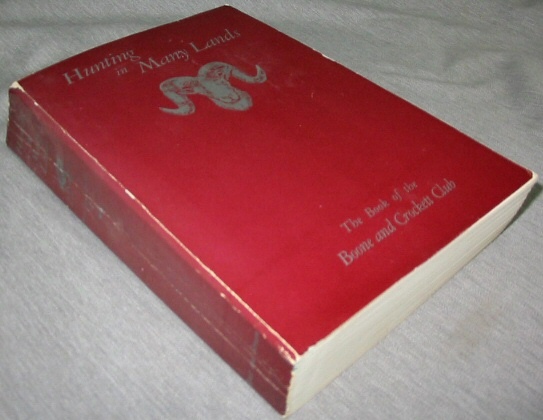 Hunting
in Many Lands
The Book of the
Boone and Crockett Club